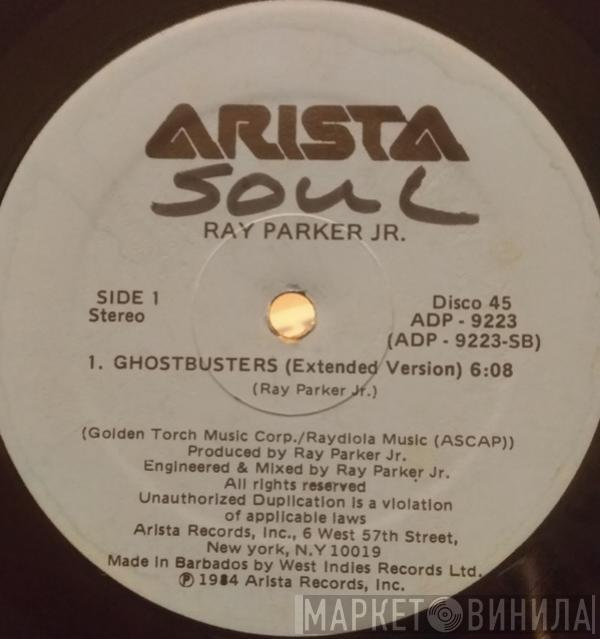 ARISTA
SOUL
RAY PARKER JR.
SIDE 1
Stereo
Disco 45
ADP - 9223
(ADP - 9223-SB)
1. GHOSTBUSTERS (Extended Version) 6:08
(Ray Parker Jr.)
(Golden Torch Music Corp./Raydiola Music (ASCAP))
Produced by Ray Parker Jr.
Engineered & Mixed by Ray Parker Jr.
All rights reserved
Unauthorized Duplication is a violation
of applicable laws
Arista Records, Inc., 6 West 57th Street,
New york, N.Y 10019
Made in Barbados by West Indies Records Ltd.
℗ 1984 Arista Records, Inc.
МАРКЕТ ВИНИЛА